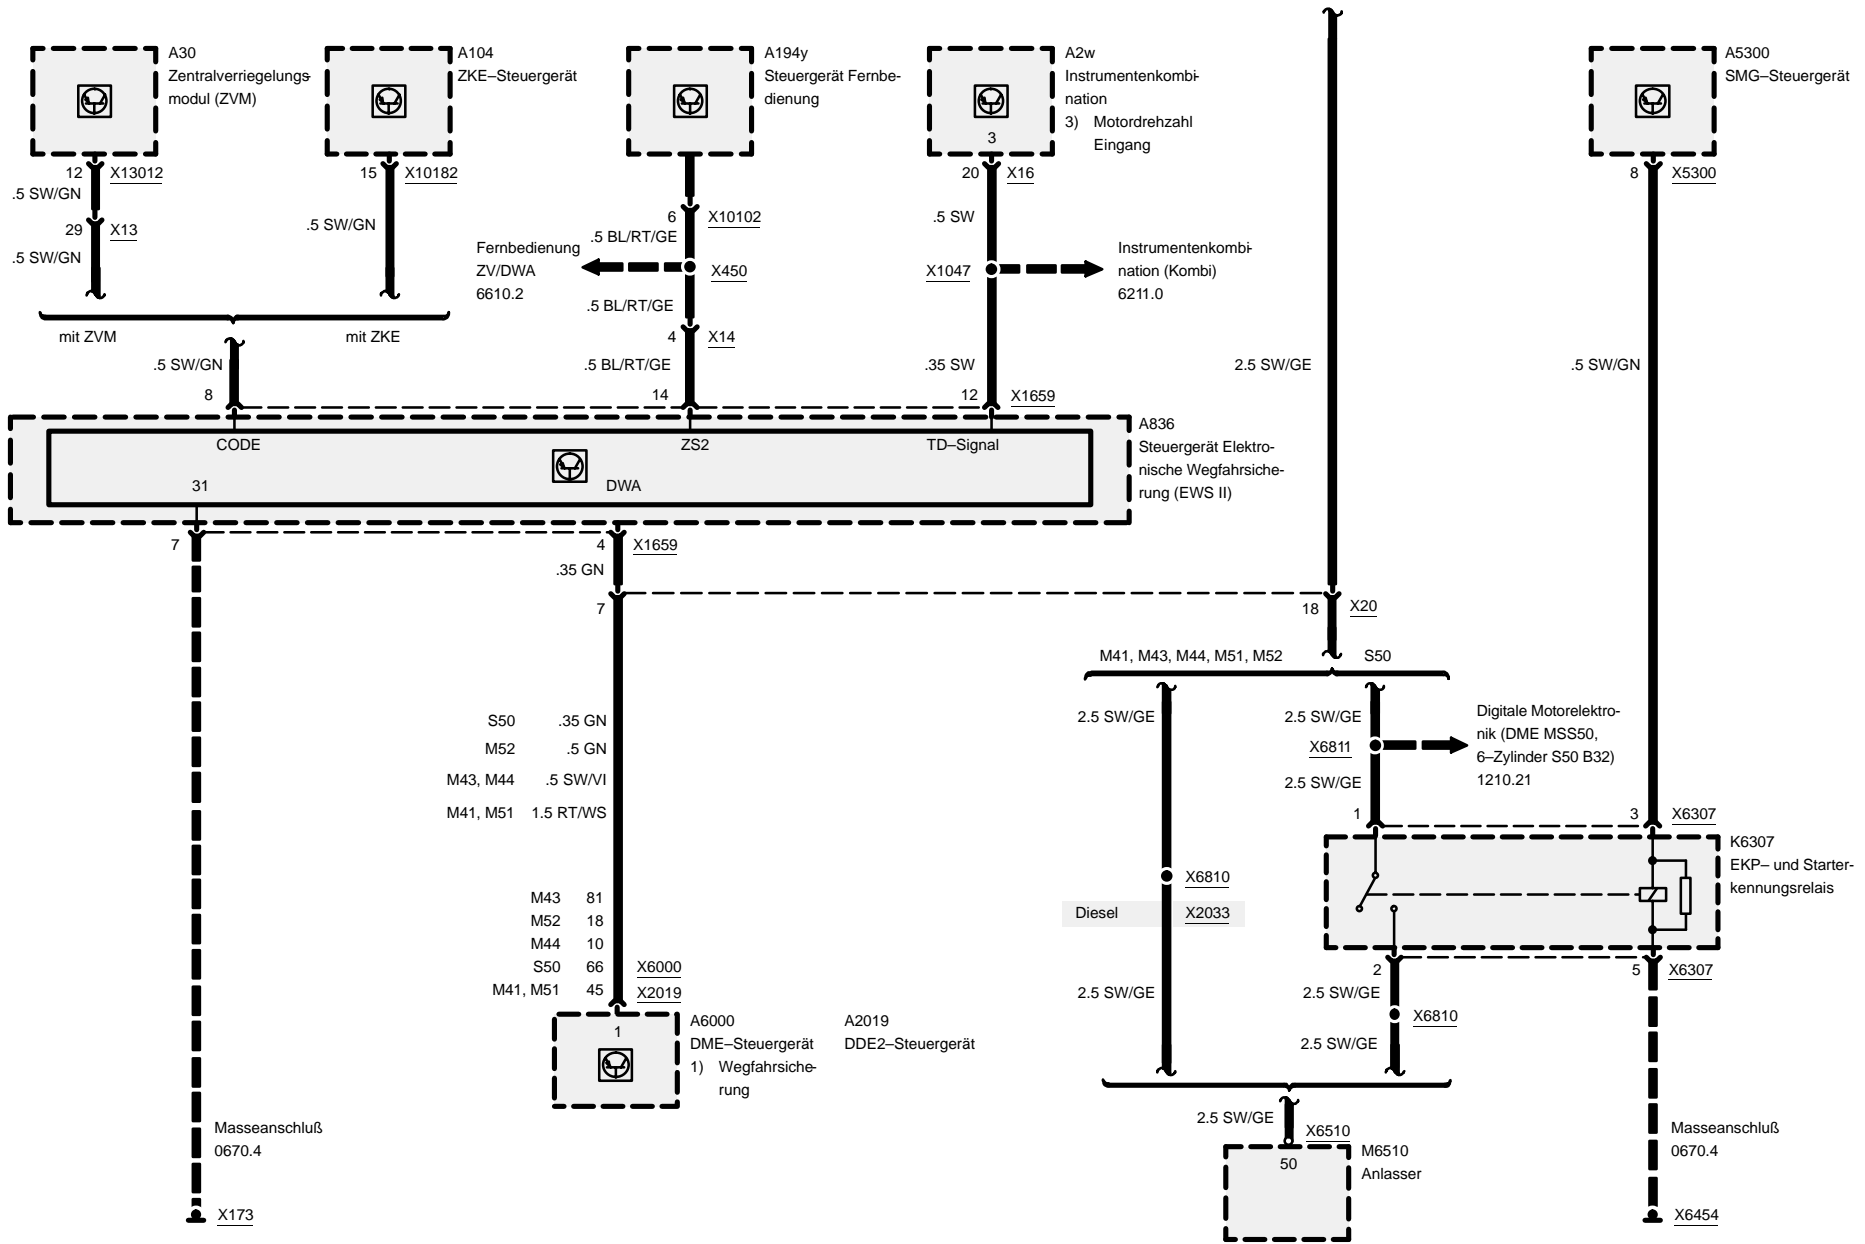 A30
Zentralverriegelungs-
modul (ZVM)
A104
ZKE–Steuergerät
A194y
Steuergerät Fernbe-
dienung
A2w
Instrumentenkombi-
nation
3) Motordrehzahl
Eingang
3
A5300
SMG–Steuergerät
12 X13012
.5 SW/GN
29 X13
.5 SW/GN
15 X10182
.5 SW/GN
6 X10102
.5 BL/RT/GE
Fernbedienung
ZV/DWA
6610.2
X450
.5 BL/RT/GE
4 X14
.5 BL/RT/GE
20 X16
.5 SW
X1047
Instrumentenkombi-
nation (Kombi)
6211.0
.35 SW
2.5 SW/GE
8 X5300
.5 SW/GN
mit ZVM
mit ZKE
.5 SW/GN
8
14
12 X1659
A836
Steuergerät Elektro-
nische Wegfahrsiche-
rung (EWS II)
CODE
ZS2
TD–Signal
31
DWA
7
4 X1659
.35 GN
7
18 X20
M41, M43, M44, M51, M52
S50
S50 .35 GN
M52 .5 GN
M43, M44 .5 SW/VI
M41, M51 1.5 RT/WS
2.5 SW/GE
2.5 SW/GE
X6811
2.5 SW/GE
Digitale Motorelektro-
nik (DME MSS50,
6–Zylinder S50 B32)
1210.21
1
3 X6307
K6307
EKP– und Starter-
kennungsrelais
X6810
Diesel X2033
M43 81
M52 18
M44 10
S50 66 X6000
M41, M51 45 X2019
2
5 X6307
2.5 SW/GE
2.5 SW/GE
X6810
2.5 SW/GE
1
A6000
DME–Steuergerät
1) Wegfahrsiche-
rung
A2019
DDE2–Steuergerät
2.5 SW/GE
X6510
50
M6510
Anlasser
Masseanschluß
0670.4
X173
Masseanschluß
0670.4
X6454